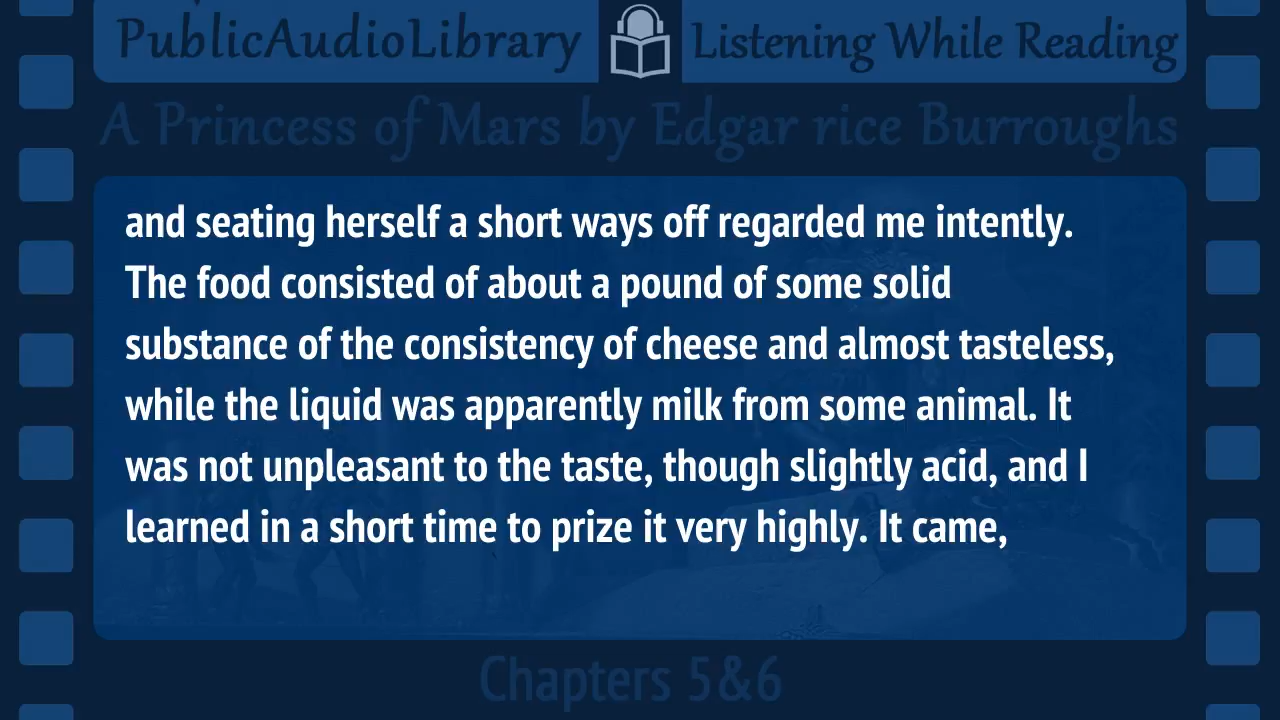 PublicAudioLibrary Listening While Reading
A Princess of Mars by Edgar rice Burroughs
and seating herself a short ways off regarded me intently.
The food consisted of about a pound of some solid
substance of the consistency of cheese and almost tasteless,
while the liquid was apparently milk from some animal. It
was not unpleasant to the taste, though slightly acid, and I
learned in a short time to prize it very highly. It came,
Chapters 5&6